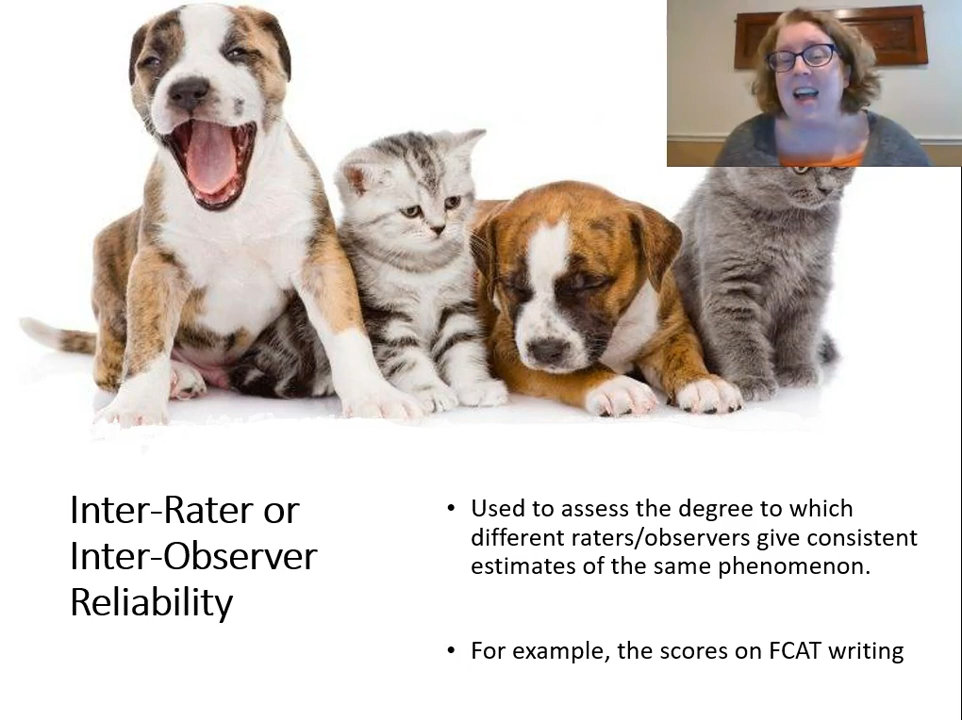 Inter-Rater or
Inter-Observer
Reliability
• Used to assess the degree to which
different raters/observers give consistent
estimates of the same phenomenon.
• For example, the scores on FCAT writing